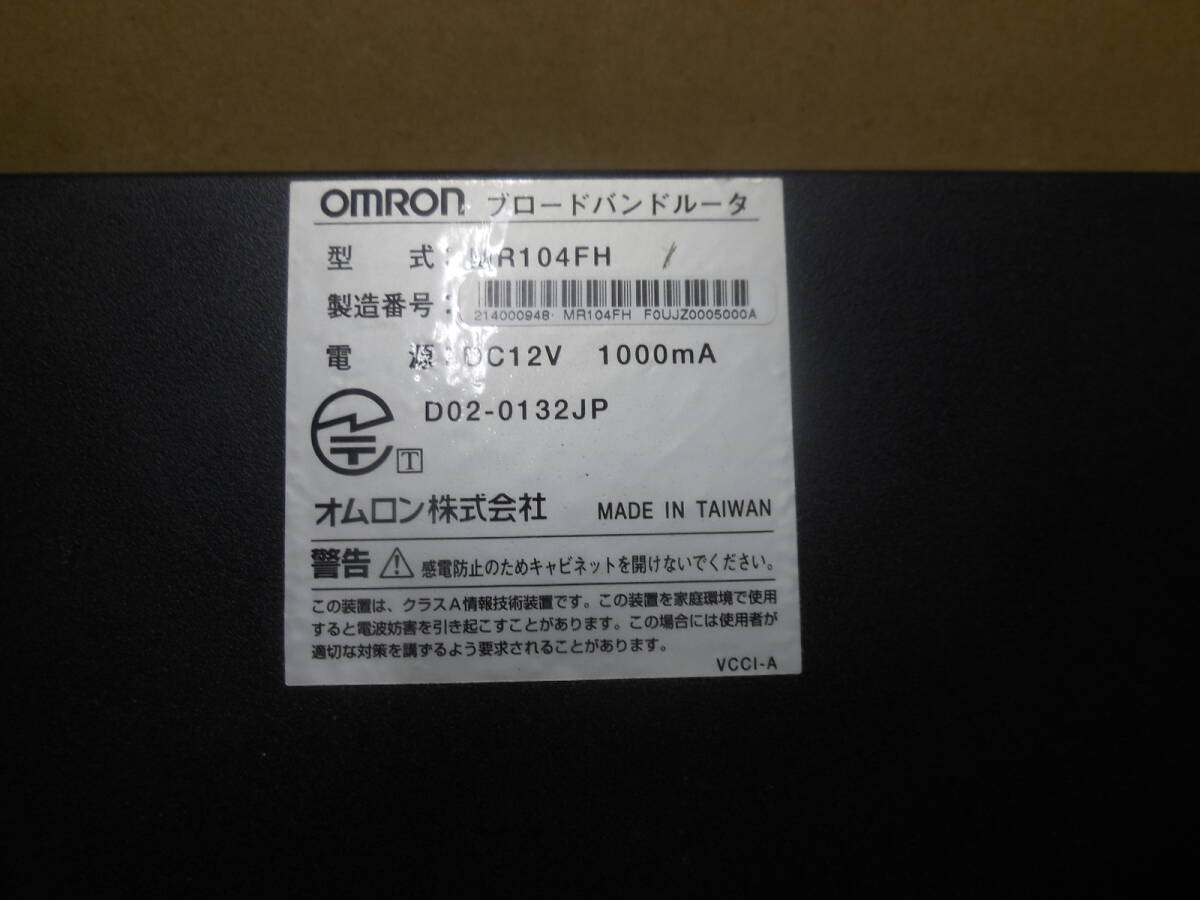 OMRON ブロードバンドルータ
型 式：MR104FH
製造番号：
214000948- MR104FH F0UJZ0005000A
電 源：DC12V 1000mA
D02-0132JP
T
オムロン株式会社 MADE IN TAIWAN
警告 感電防止のためキャビネットを開けないでください。
この装置は、クラスA情報技術装置です。この装置を家庭環境で使用
すると電波妨害を引き起こすことがあります。この場合には使用者が
適切な対策を講ずるよう要求されることがあります。
VCCI-A